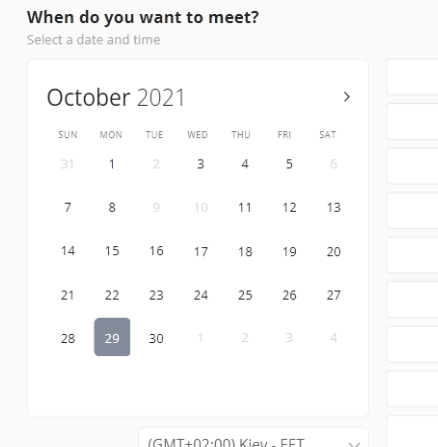 When do you want to meet?
Select a date and time
October 2021
SUN MON TUE WED THU FRI SAT
31 1 2 3 4 5 6
7 8 9 10 11 12 13
14 15 16 17 18 19 20
21 22 23 24 25 26 27
28 29 30 1 2 3 4
(GMT+02:00) Kiev - EET